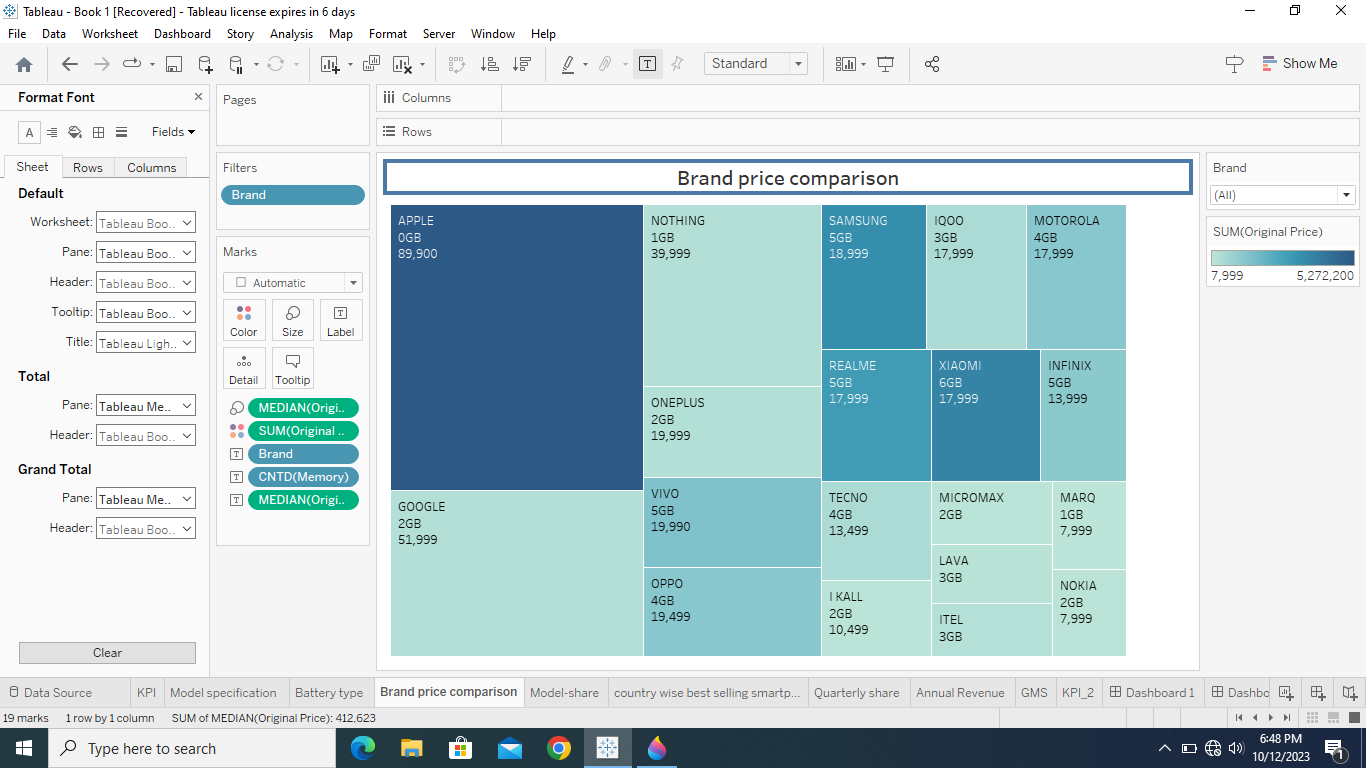 Tableau - Book 1 [Recovered] - Tableau license expires in 6 days
File Data Worksheet Dashboard Story Analysis Map Format Server Window Help
Standard
Show Me
Format Font
Fields
Sheet Rows Columns
Default
Worksheet: Tableau Boo..
Pane: Tableau Boo..
Header: Tableau Boo..
Tooltip: Tableau Boo..
Title: Tableau Ligh..
Total
Pane: Tableau Me..
Header: Tableau Boo..
Grand Total
Pane: Tableau Me..
Header: Tableau Boo..
Clear
Pages
Filters
Brand
Marks
Automatic
Color Size Label
Detail Tooltip
MEDIAN(Origi..
SUM(Original ..
Brand
CNTD(Memory)
MEDIAN(Origi..
Columns
Rows
Brand price comparison
APPLE
0GB
89,900
GOOGLE
2GB
51,999
NOTHING
1GB
39,999
ONEPLUS
2GB
19,999
VIVO
5GB
19,990
OPPO
4GB
19,499
SAMSUNG
5GB
18,999
IQOO
3GB
17,999
MOTOROLA
4GB
17,999
REALME
5GB
17,999
XIAOMI
6GB
17,999
INFINIX
5GB
13,999
TECNO
4GB
13,499
I KALL
2GB
10,499
MICROMAX
2GB
LAVA
3GB
ITEL
3GB
MARQ
1GB
7,999
NOKIA
2GB
7,999
Brand
(All)
SUM(Original Price)
7,999 5,272,200
Data Source KPI Model specification Battery type Brand price comparison Model-share country wise best selling smartp... Quarterly share Annual Revenue GMS KPI_2 Dashboard 1 Dashbo
19 marks 1 row by 1 column SUM of MEDIAN(Original Price): 412,623
Type here to search
6:48 PM
10/12/2023
1